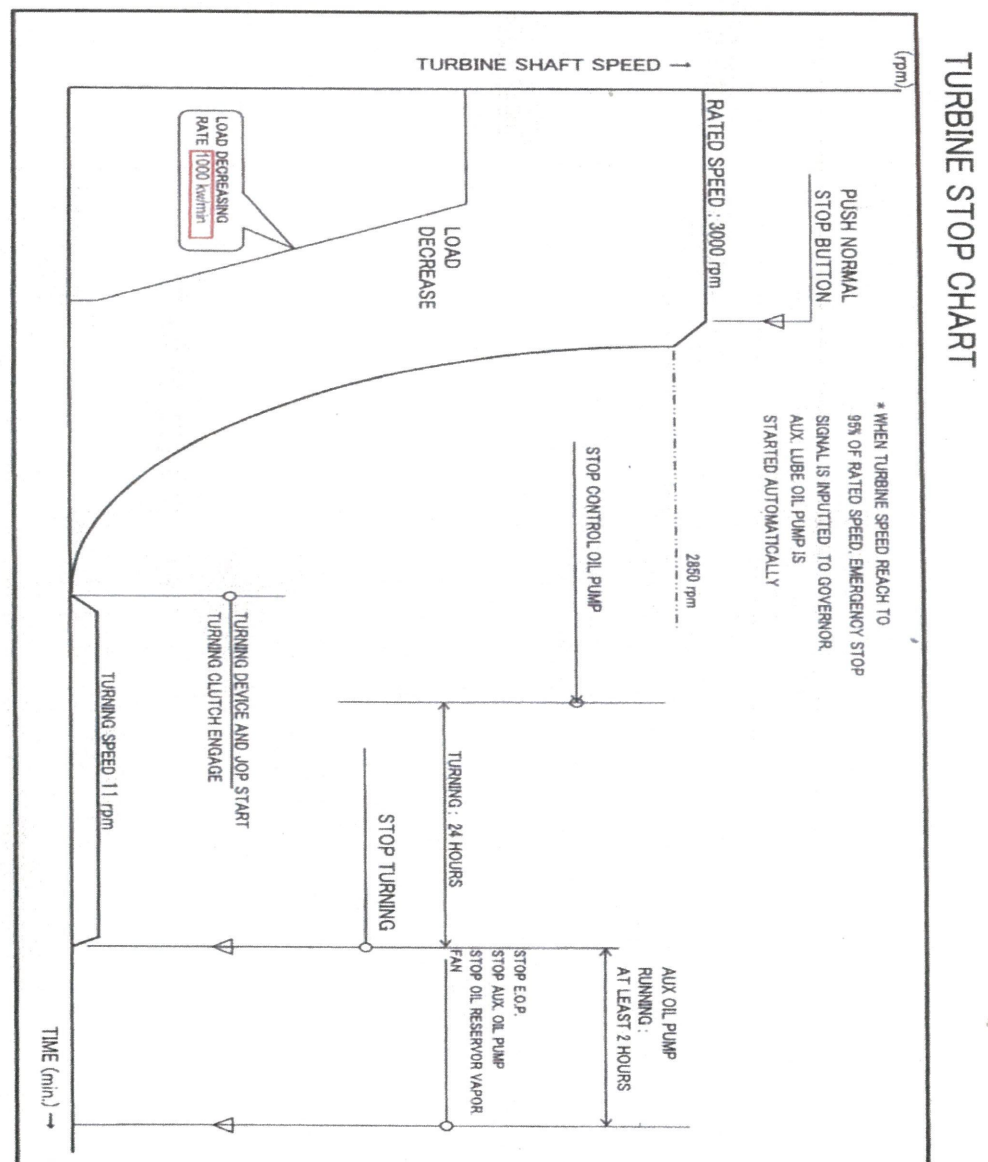 TURBINE STOP CHART
(rpm)
TURBINE SHAFT SPEED →
PUSH NORMAL
STOP BUTTON
RATED SPEED : 3000 rpm
* WHEN TURBINE SPEED REACH TO
95% OF RATED SPEED. EMERGENCY STOP
SIGNAL IS INPUTTED TO GOVERNOR.
AUX. LUBE OIL PUMP IS
STARTED AUTOMATICALLY
2850 rpm
LOAD
DECREASE
LOAD DECREASING
RATE 1000 kw/min
STOP CONTROL OIL PUMP
AUX OIL PUMP
RUNNING :
AT LEAST 2 HOURS
TURNING : 24 HOURS
STOP E.O.P.
STOP AUX. OIL PUMP
STOP OIL RESERVOR VAPOR
FAN
STOP TURNING
TURNING DEVICE AND JOP START
TURNING CLUTCH ENGAGE
TURNING SPEED 11 rpm
TIME (min.) →